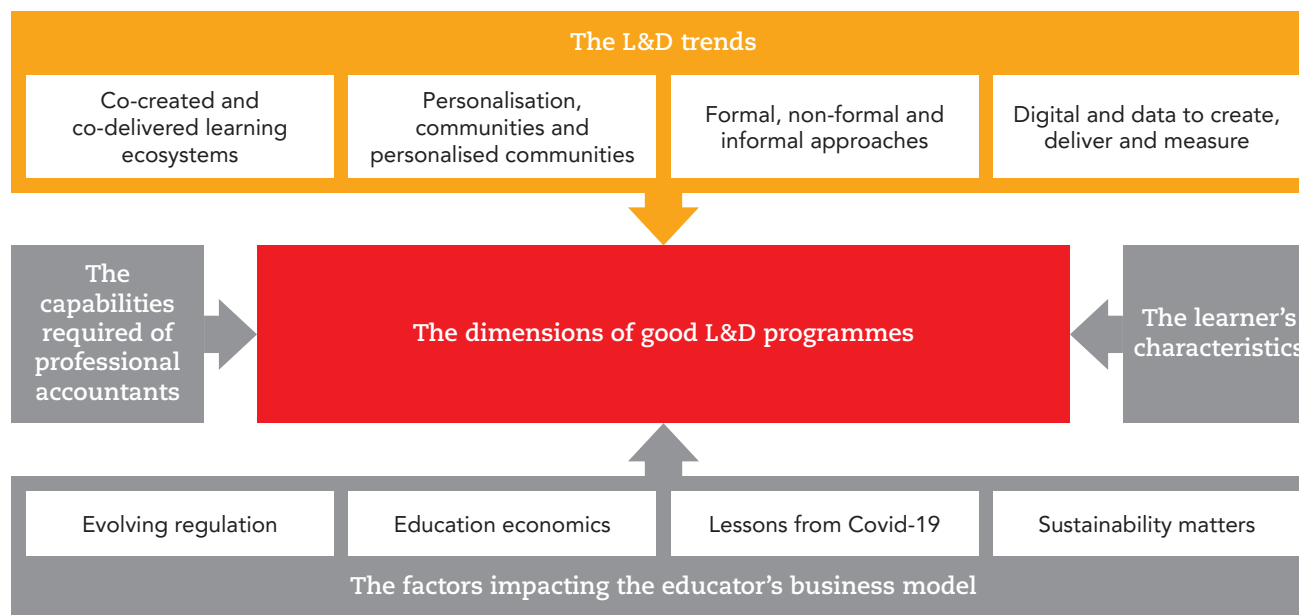 The L&D trends
Co-created and
co-delivered learning
ecosystems
Personalisation,
communities and
personalised communities
Formal, non-formal and
informal approaches
Digital and data to create,
deliver and measure
The
capabilities
required of
professional
accountants
The dimensions of good L&D programmes
The learner's
characteristics
Evolving regulation
Education economics
Lessons from Covid-19
Sustainability matters
The factors impacting the educator's business model